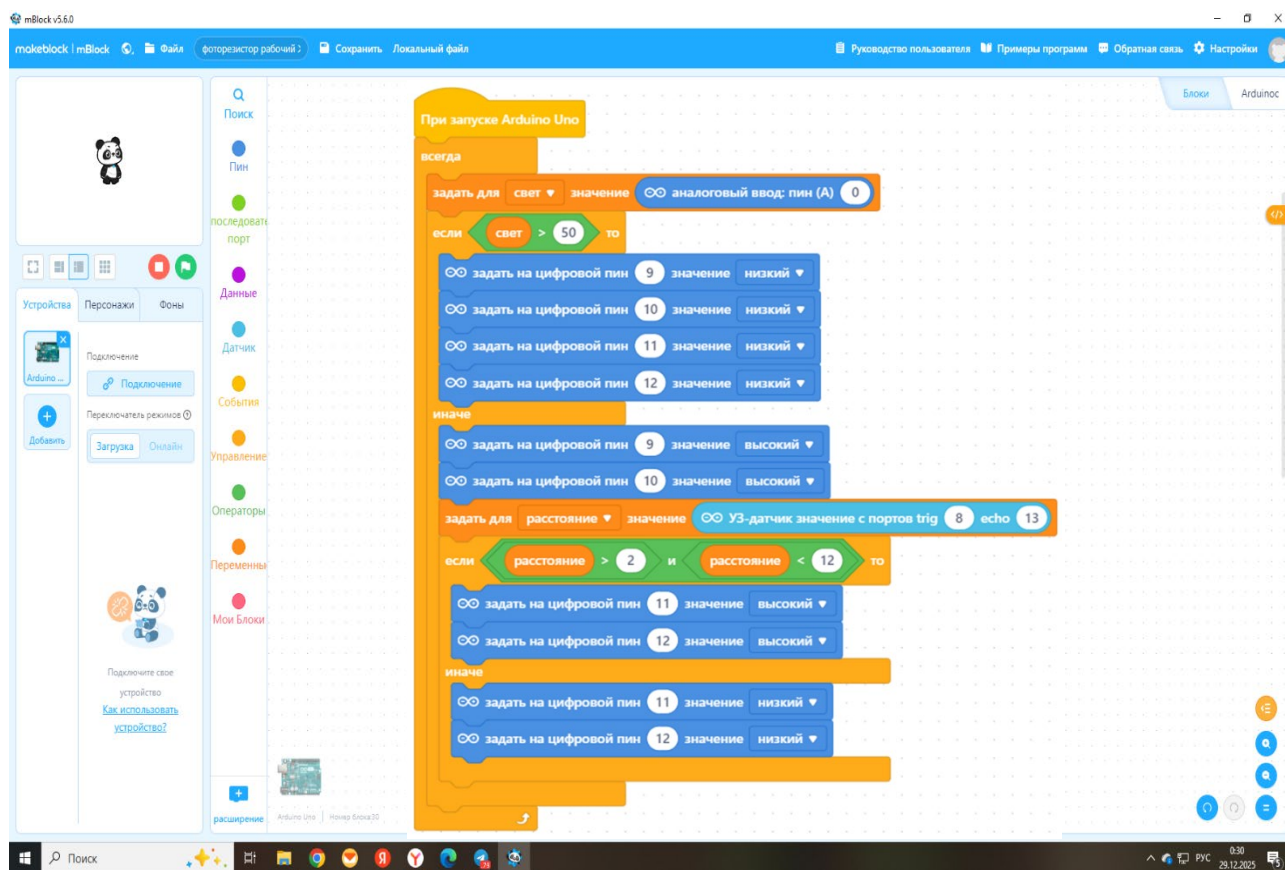 mBlock v5.6.0
makeblock | mBlock Файл фоторезистор рабочий 2 Сохранить Локальный файл Руководство пользователя Примеры программ Обратная связь Настройки
Блоки Arduinoc
Поиск
Пин
последоват
порт
Данные
Датчик
События
Управление
Операторы
Переменны
Мои Блоки
расширение
Устройства Персонажи Фоны
Arduino ...
Добавить
Подключение
Подключение
Переключатель режимов
Загрузка Онлайн
Подключите свое
устройство
Как использовать
устройство?
При запуске Arduino Uno
всегда
задать для свет значение аналоговый ввод: пин (A) 0
если свет > 50 то
задать на цифровой пин 9 значение низкий
задать на цифровой пин 10 значение низкий
задать на цифровой пин 11 значение низкий
задать на цифровой пин 12 значение низкий
иначе
задать на цифровой пин 9 значение высокий
задать на цифровой пин 10 значение высокий
задать для расстояние значение УЗ-датчик значение с портов trig 8 echo 13
если расстояние > 2 и расстояние < 12 то
задать на цифровой пин 11 значение высокий
задать на цифровой пин 12 значение высокий
иначе
задать на цифровой пин 11 значение низкий
задать на цифровой пин 12 значение низкий
Arduino Uno | Номер блока
Поиск
РУС
0:30
29.12.2025